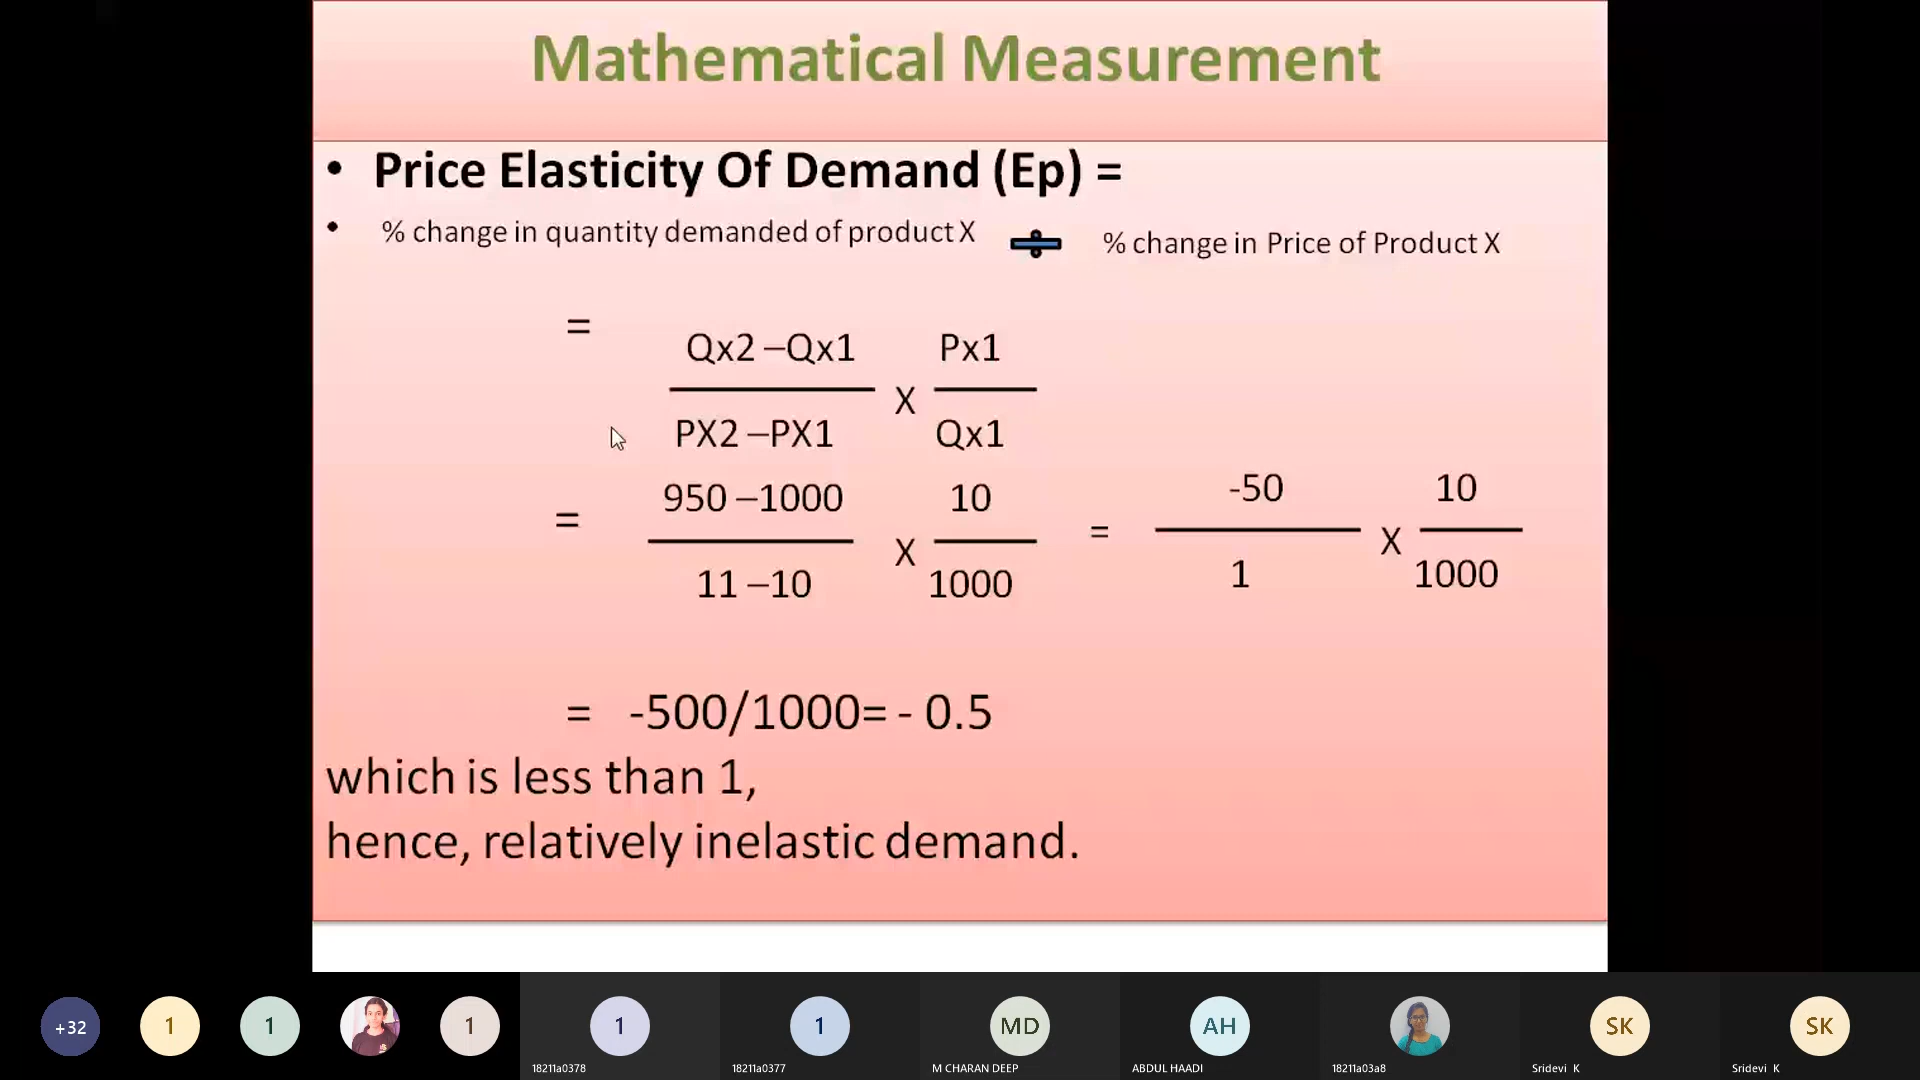 Mathematical Measurement
• Price Elasticity Of Demand (Ep) =
• % change in quantity demanded of product X ÷ % change in Price of Product X
=
Qx2 –Qx1 Px1
X
PX2 –PX1 Qx1
950 –1000 10 -50 10
= X = X
11 –10 1000 1 1000
= -500/1000= - 0.5
which is less than 1,
hence, relatively inelastic demand.
+32 1 1 1 1 1 MD AH SK SK
18211a0378 18211a0377 M CHARAN DEEP ABDUL HAADI 18211a03a8 Sridevi K Sridevi K